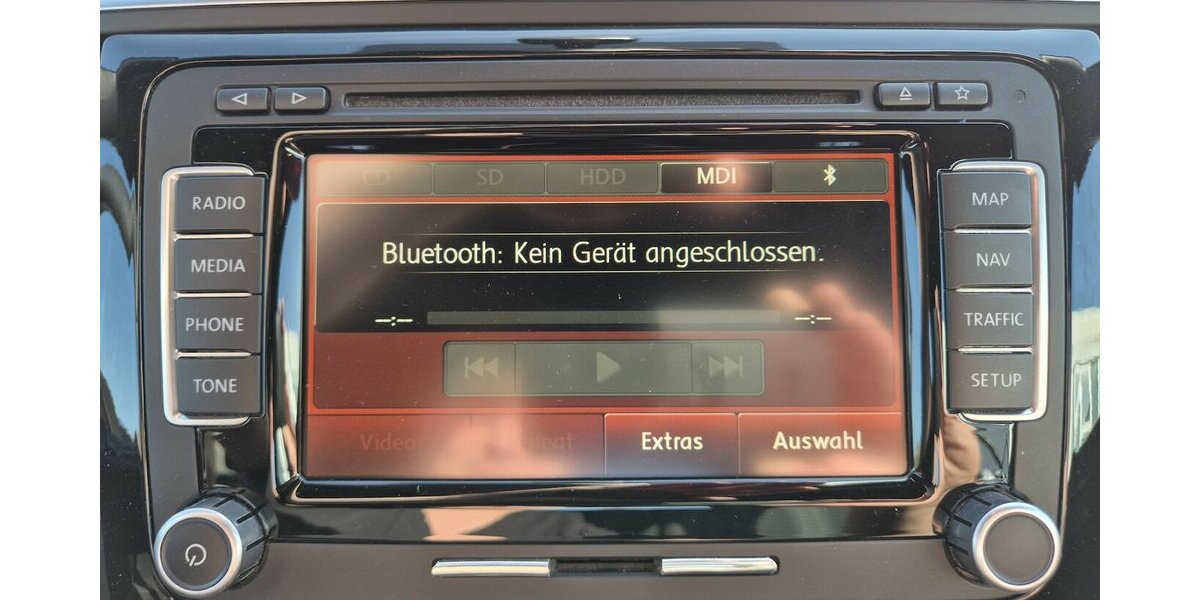 CD SD HDD MDI
RADIO
MEDIA
PHONE
TONE
Bluetooth: Kein Gerät angeschlossen.
--:-- --:--
MAP
NAV
TRAFFIC
SETUP
Video Extras Auswahl